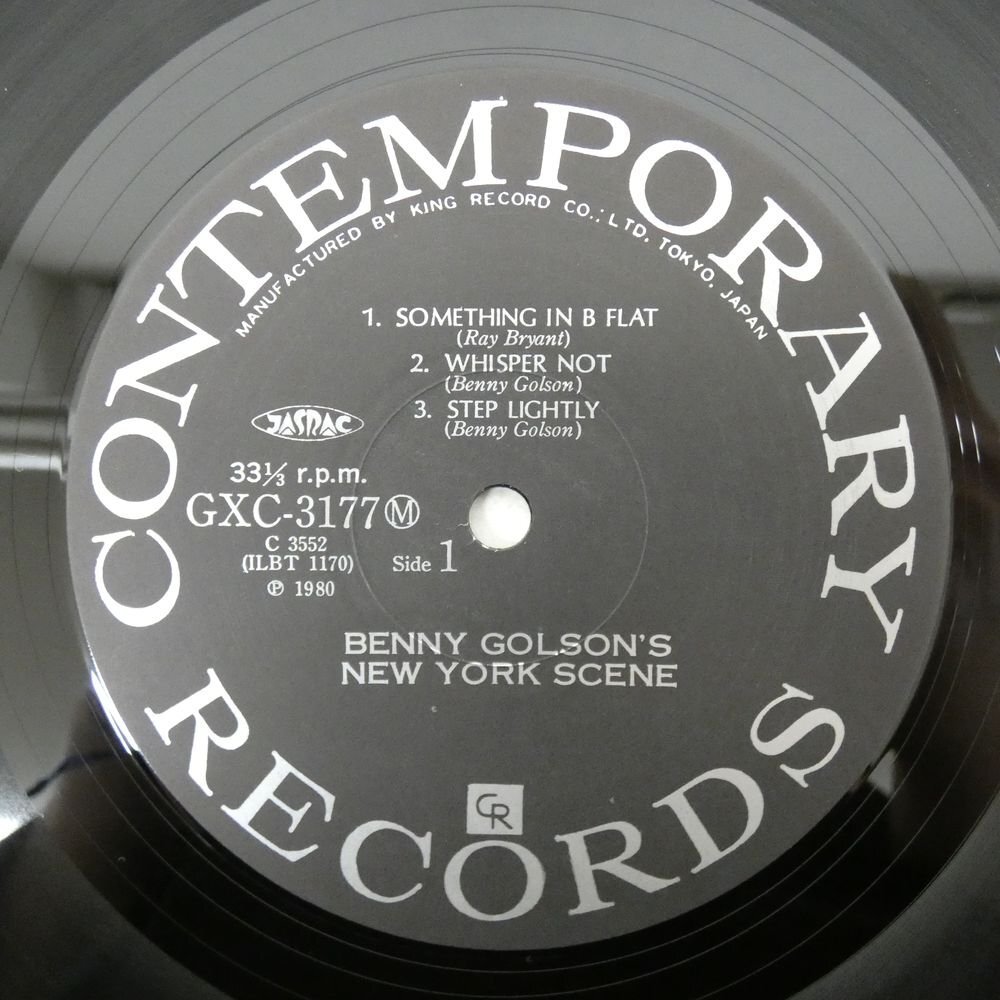 CONTEMPORARY
MANUFACTURED BY KING RECORD CO.; LTD. TOKYO, JAPAN
1. SOMETHING IN B FLAT
(Ray Bryant)
2. WHISPER NOT
(Benny Golson)
3. STEP LIGHTLY
(Benny Golson)
JASRAC
33⅓ r.p.m.
GXC-3177 Ⓜ
C 3552
(ILBT 1170)
℗ 1980
Side 1
BENNY GOLSON'S
NEW YORK SCENE
CR
RECORDS